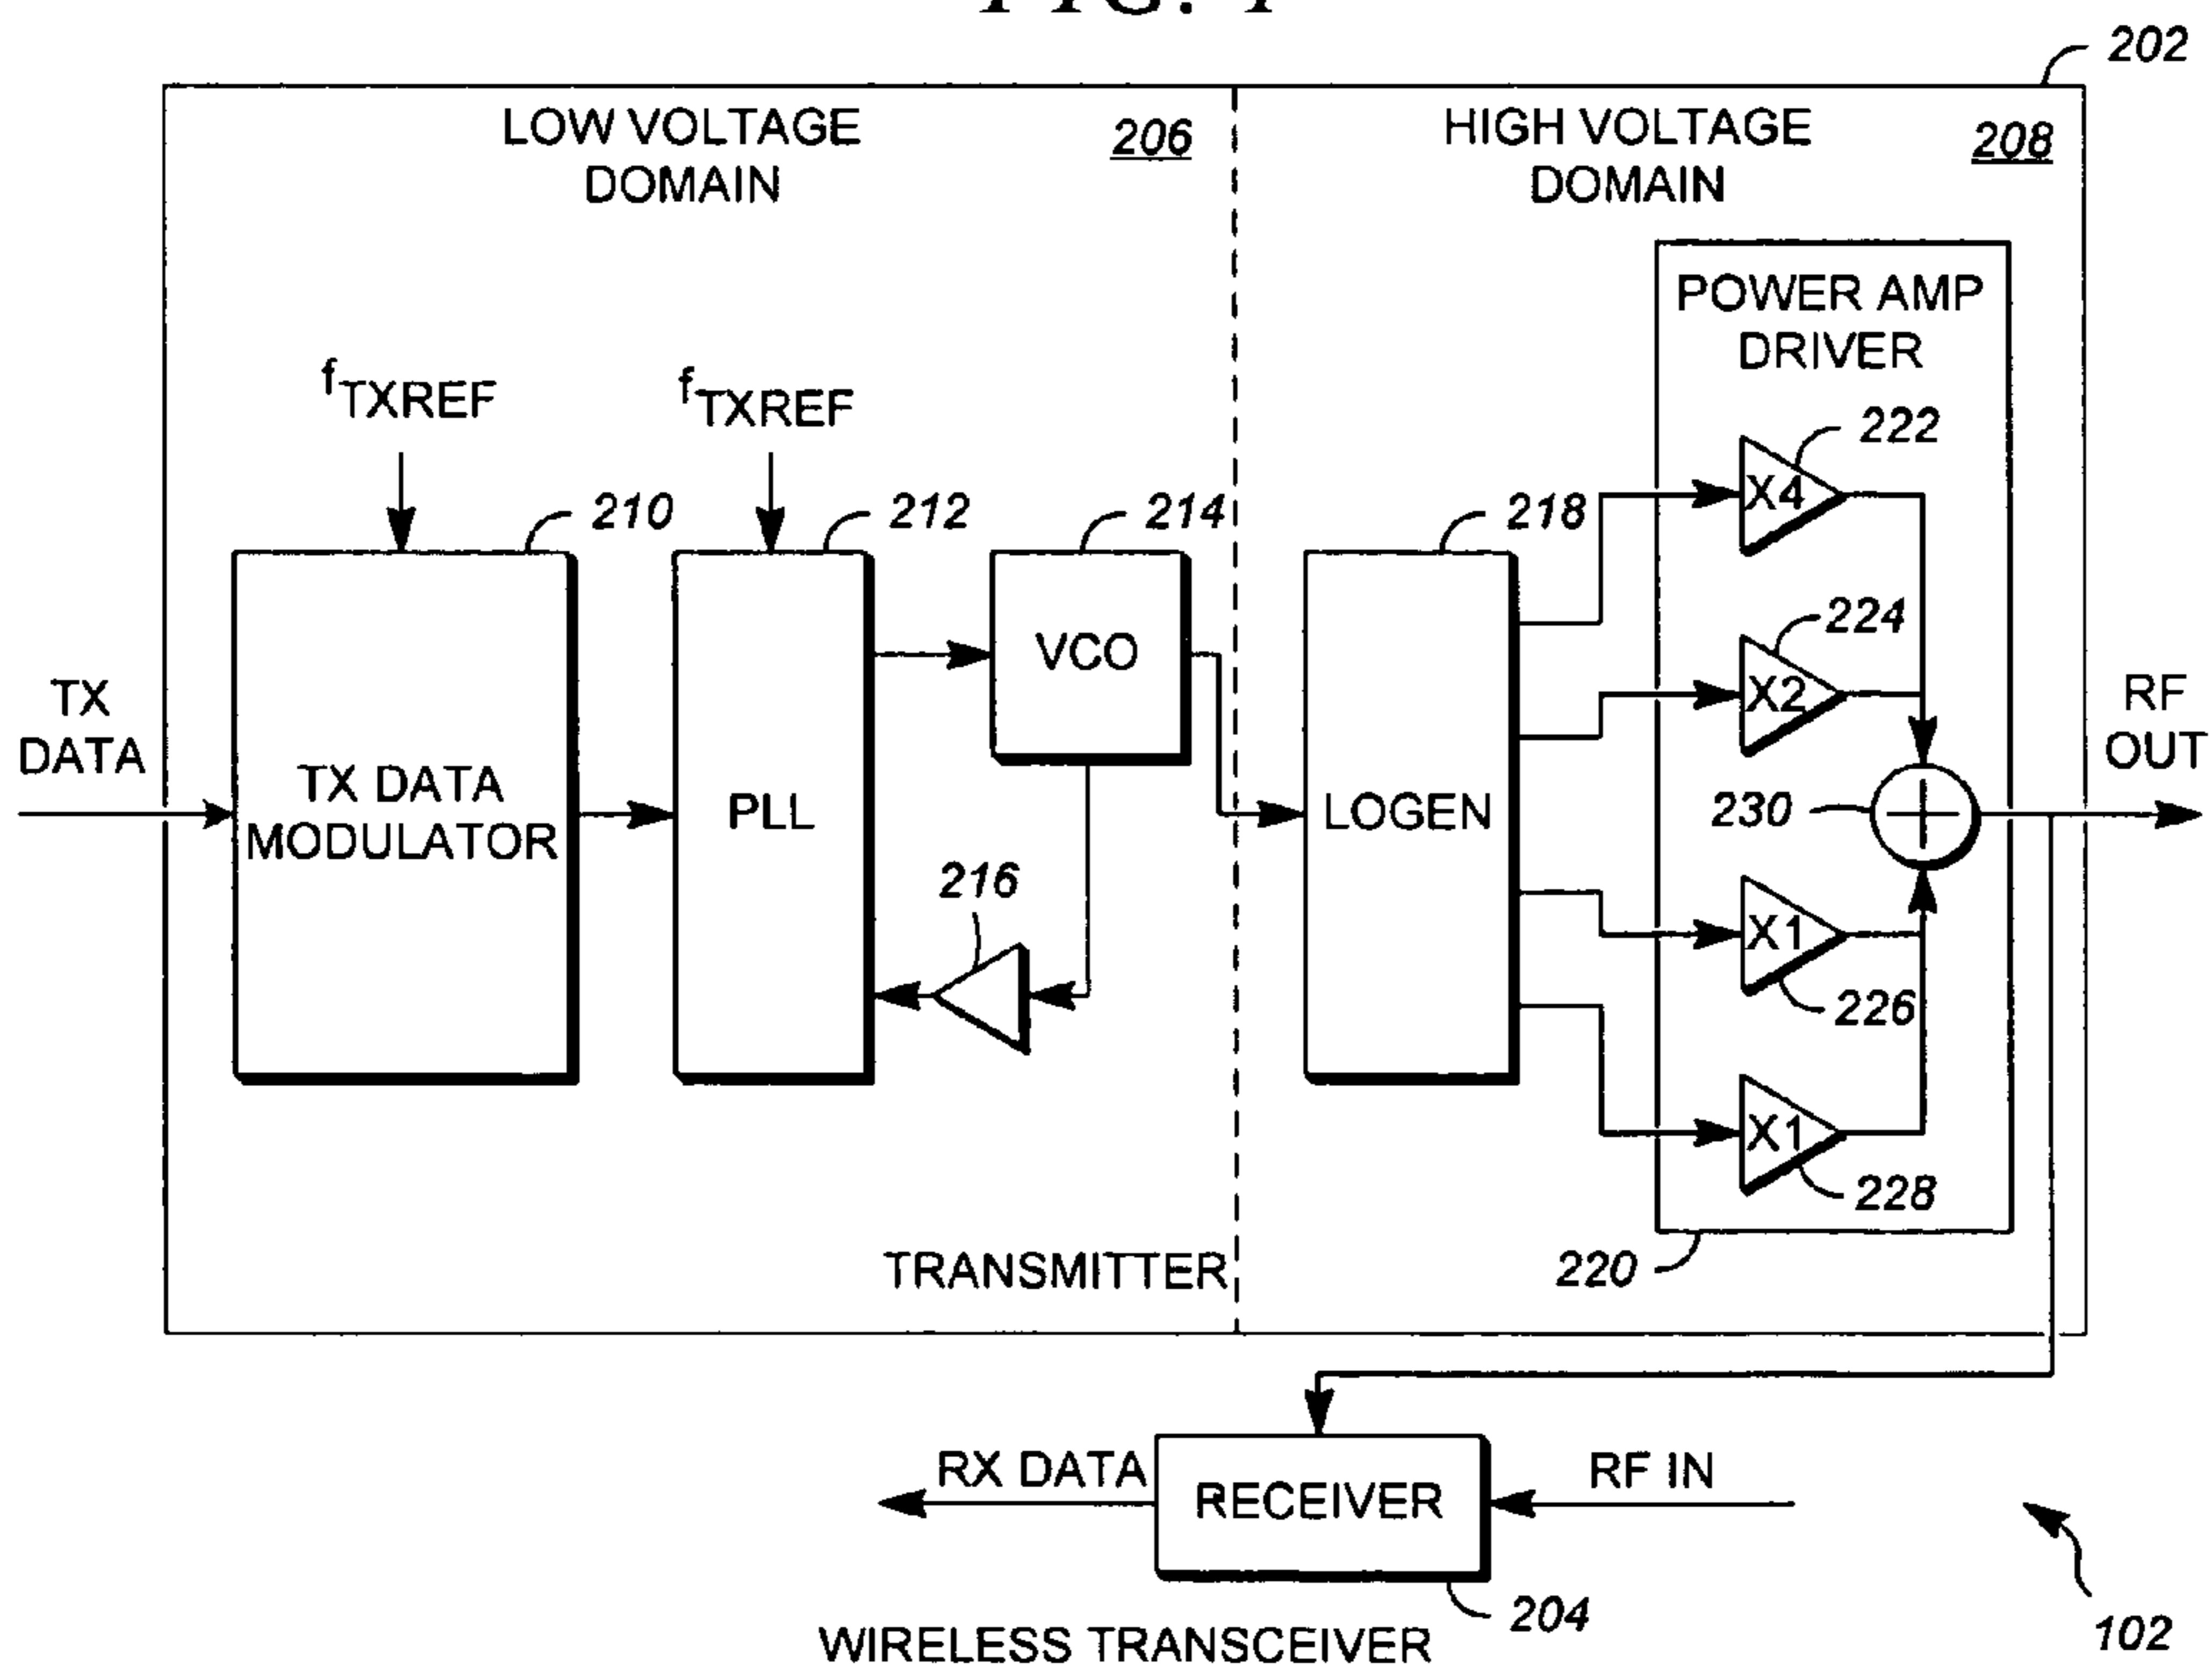 202
LOW VOLTAGE
DOMAIN
206
HIGH VOLTAGE
DOMAIN
208
POWER AMP
DRIVER
fTXREF
fTXREF
222
X4
210
212
214
218
224
X2
VCO
TX
DATA
RF
OUT
TX DATA
MODULATOR
PLL
LOGEN
230
216
X1
226
X1
228
TRANSMITTER
220
RX DATA
RECEIVER
RF IN
204
102
WIRELESS TRANSCEIVER